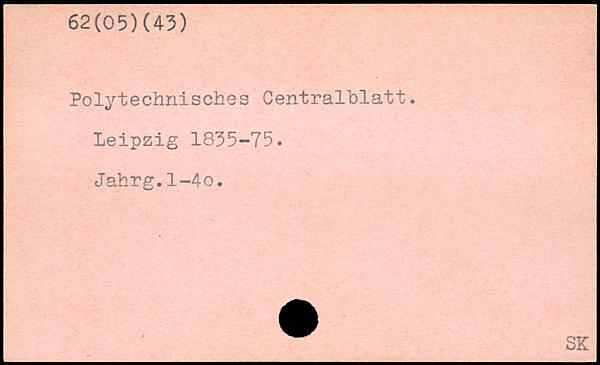 62(05)(43)
Polytechnisches Centralblatt.
Leipzig 1835-75.
Jahrg.1-4o.
SK